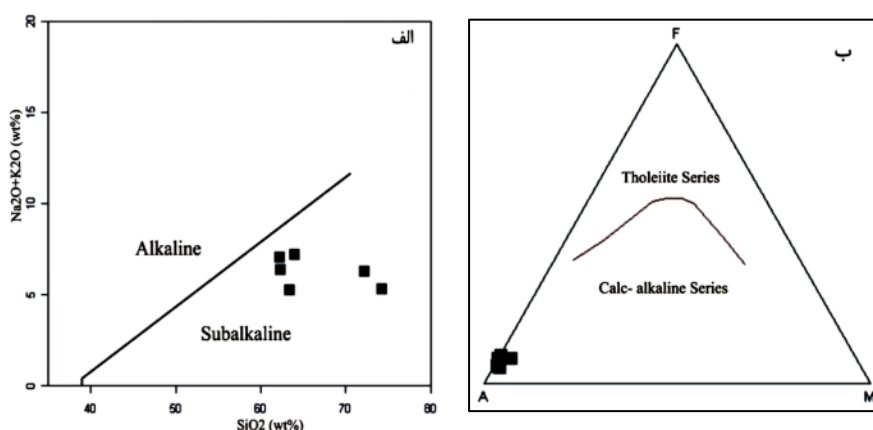 الف
20
15
10
5
0
Na2O+K2O (wt%)
Alkaline
Subalkaline
40 50 60 70 80
SiO2 (wt%)
ب
F
Tholeiite Series
Calc- alkaline Series
A M